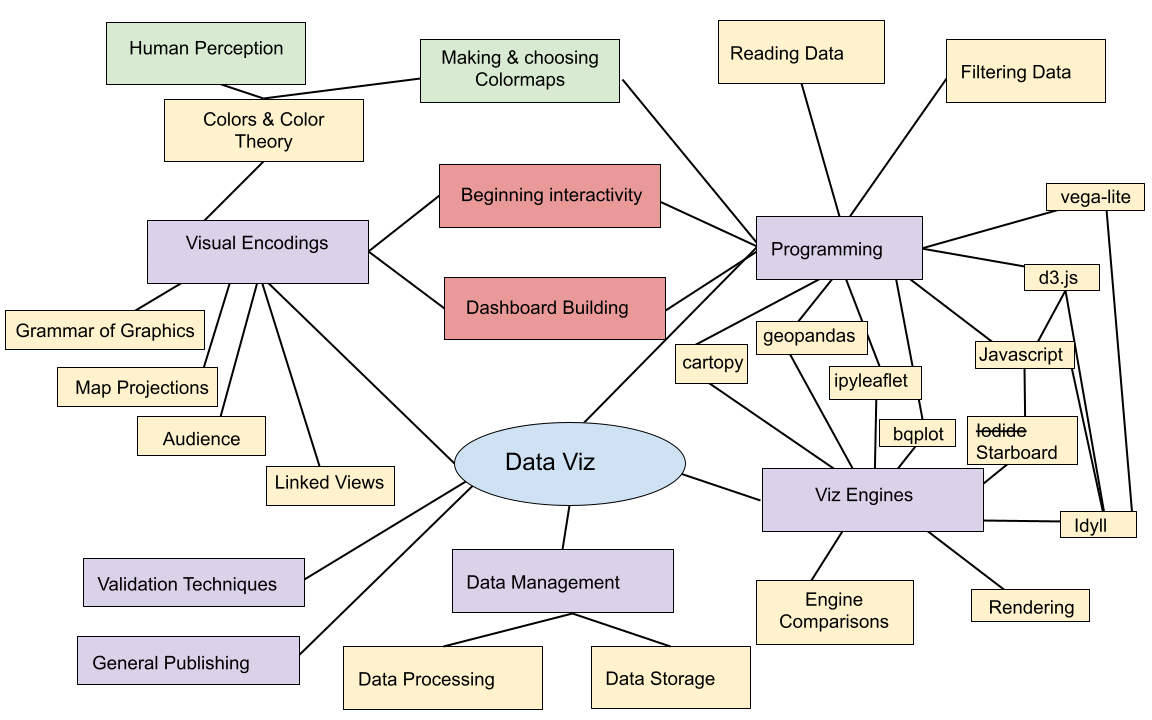 Human Perception
Making & choosing
Colormaps
Reading Data
Filtering Data
Colors & Color
Theory
Beginning interactivity
vega-lite
Visual Encodings
Programming
d3.js
Dashboard Building
Grammar of Graphics
geopandas
Javascript
cartopy
ipyleaflet
Map Projections
Audience
bqplot
Iodide
Starboard
Data Viz
Linked Views
Viz Engines
Idyll
Validation Techniques
Data Management
Engine
Comparisons
Rendering
General Publishing
Data Processing
Data Storage